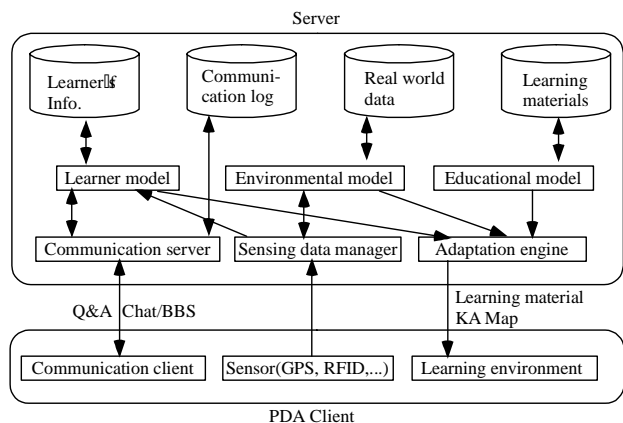 Server
Learner
Info.
Communi-
cation log
Real world
data
Learning
materials
Learner model
Environmental model
Educational model
Communication server
Sensing data manager
Adaptation engine
Q&A Chat/BBS
Learning material
KA Map
Communication client
Sensor(GPS, RFID,...)
Learning environment
PDA Client